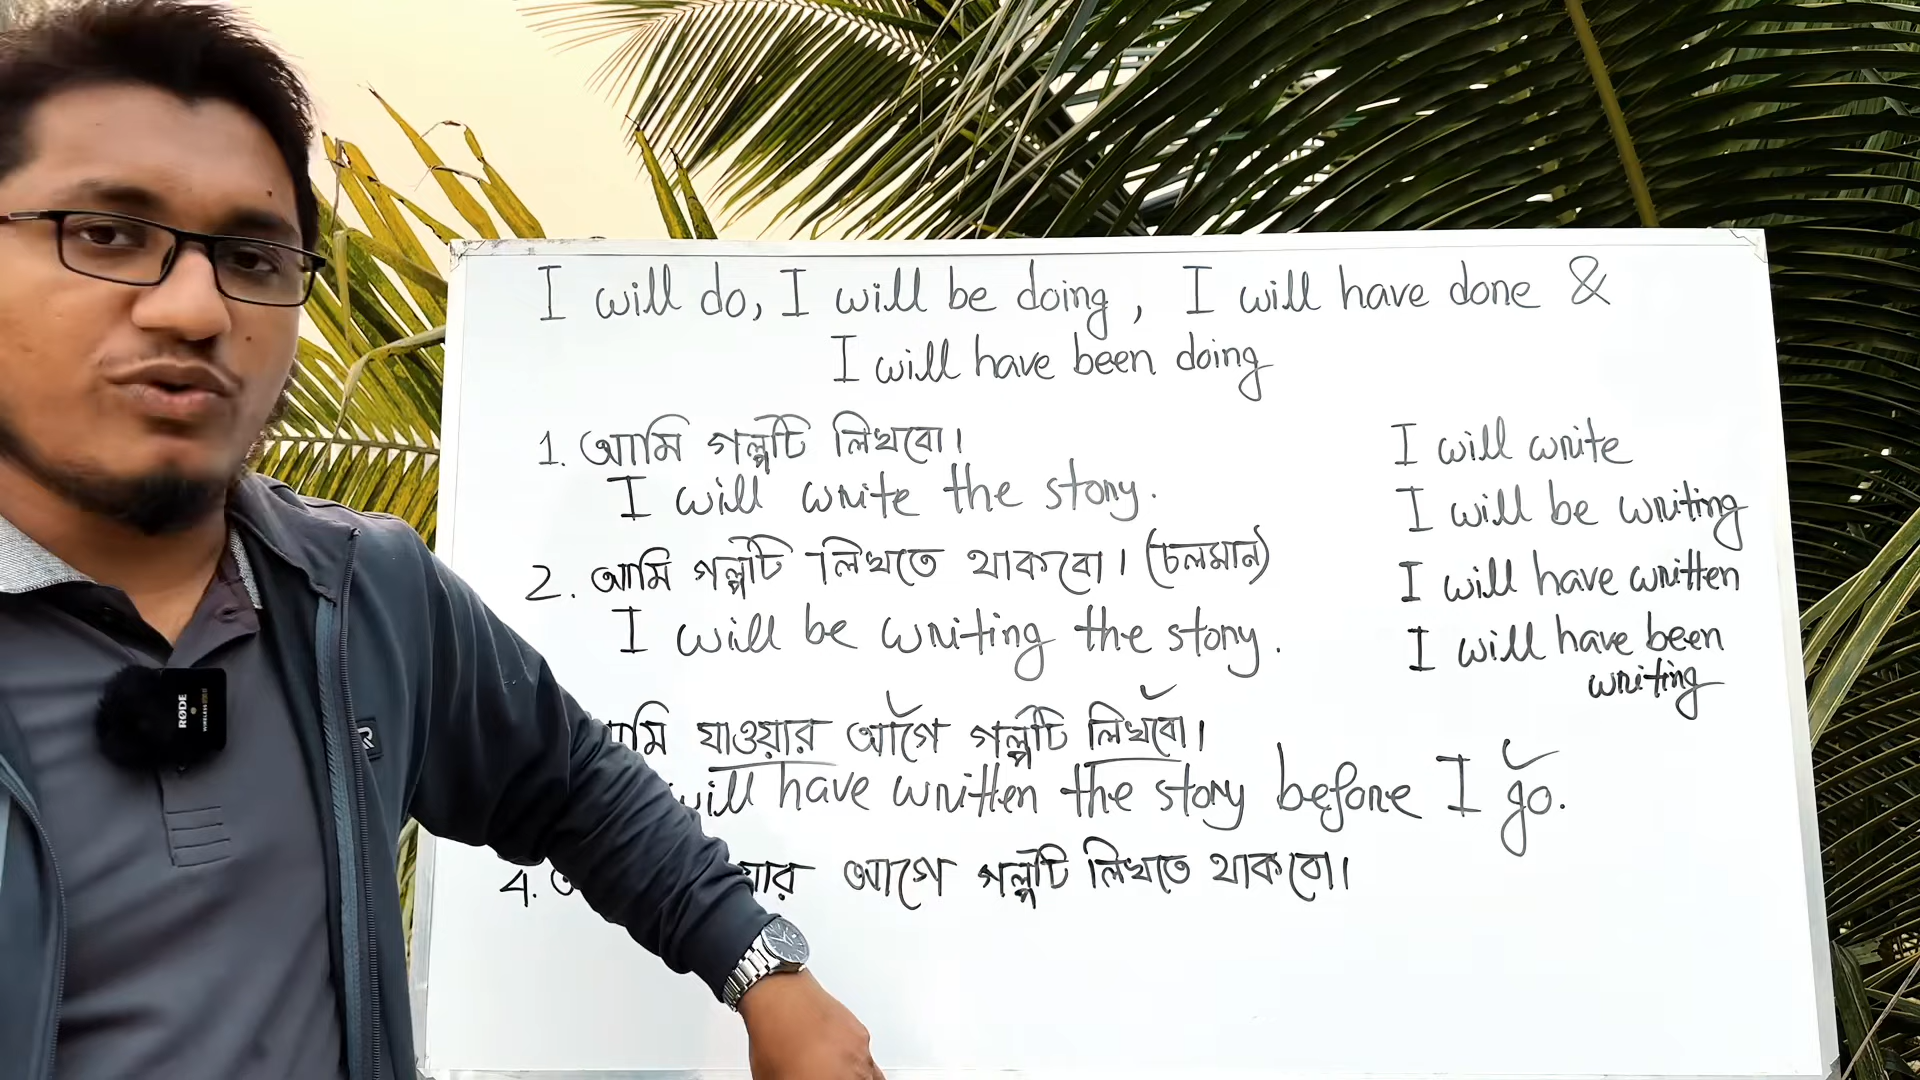 I will do, I will be doing, I will have done &
I will have been doing
1. আমি গল্পটি লিখবো।
I will write the story.
2. আমি গল্পটি লিখতে থাকবো। (চলমান)
I will be writing the story.
যাওয়ার আগে গল্পটি লিখবো।
will have written the story before I go.
4. আগে গল্পটি লিখতে থাকবো।
I will write
I will be writing
I will have written
I will have been
writing
RØDE